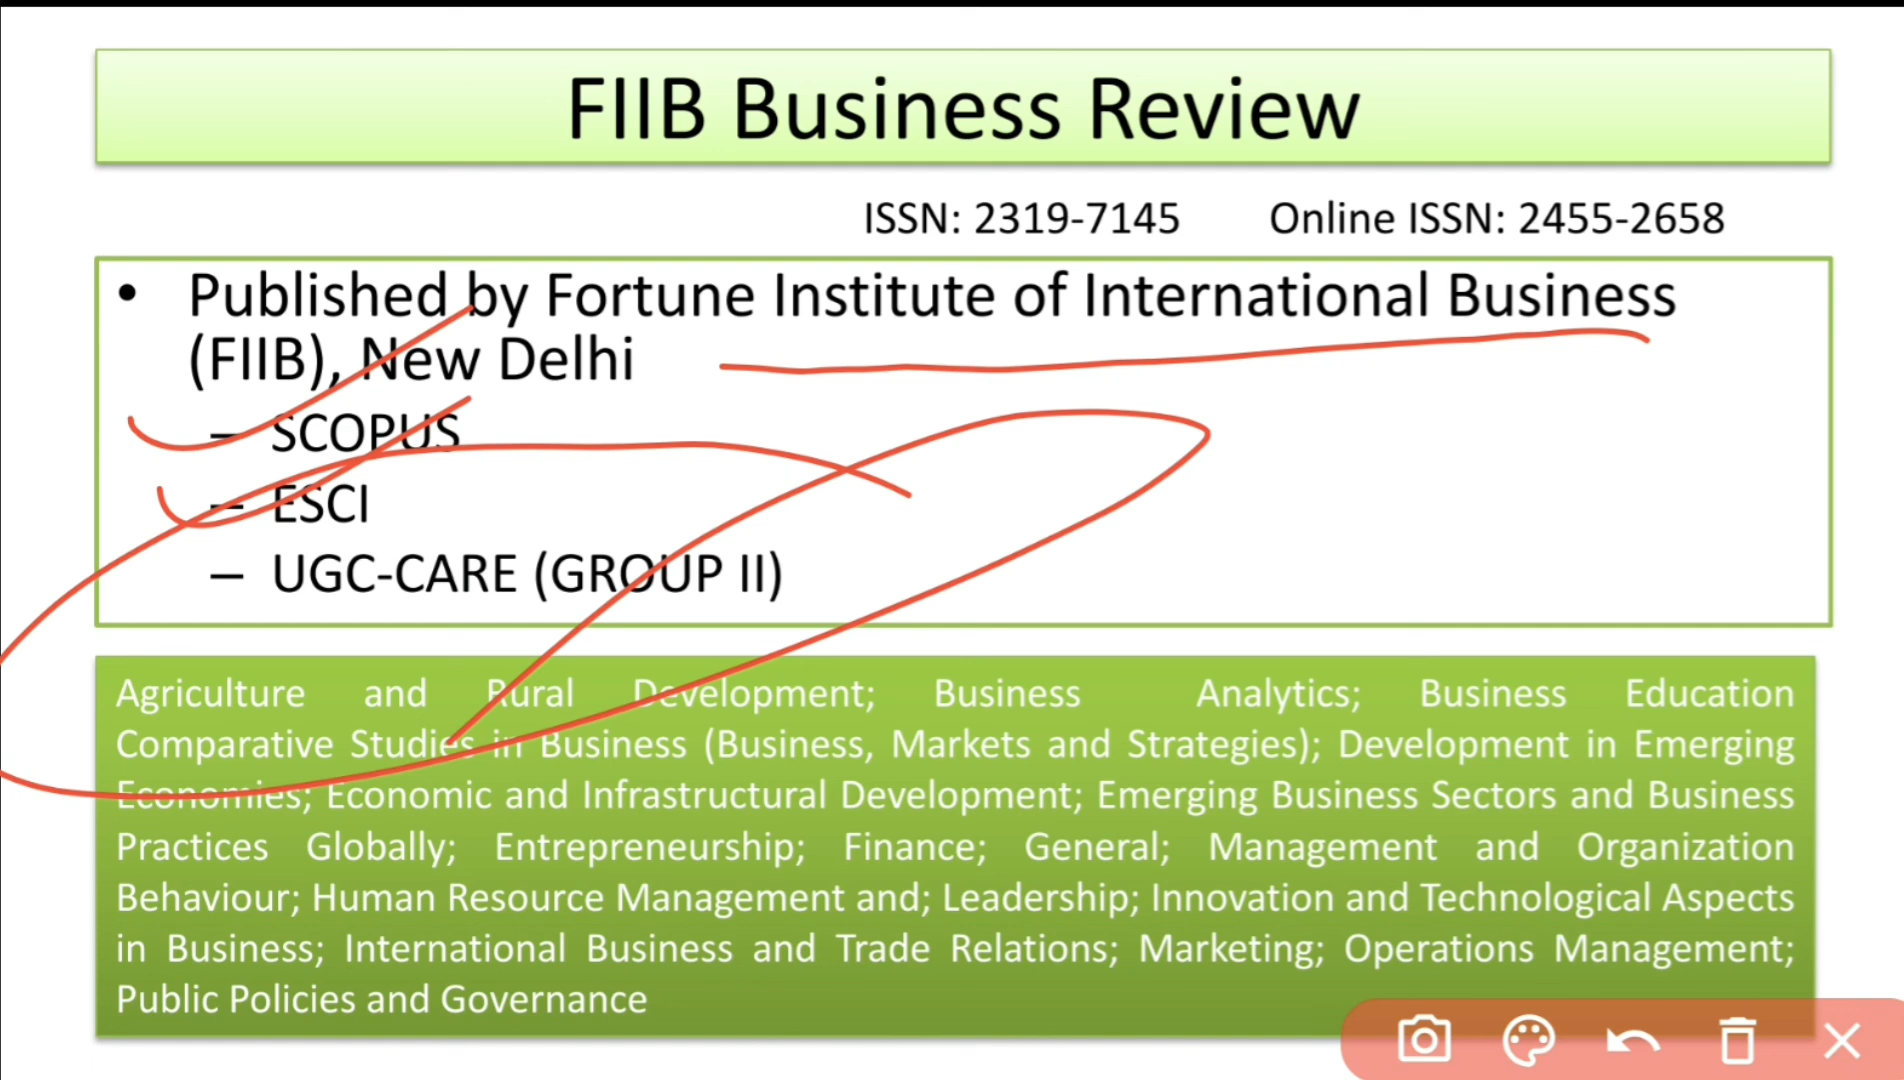 FIIB Business Review
ISSN: 2319-7145 Online ISSN: 2455-2658
• Published by Fortune Institute of International Business
(FIIB), New Delhi
– SCOPUS
– ESCI
– UGC-CARE (GROUP II)
Agriculture and Rural Development; Business Analytics; Business Education
Comparative Studies in Business (Business, Markets and Strategies); Development in Emerging
Economies; Economic and Infrastructural Development; Emerging Business Sectors and Business
Practices Globally; Entrepreneurship; Finance; General; Management and Organization
Behaviour; Human Resource Management and; Leadership; Innovation and Technological Aspects
in Business; International Business and Trade Relations; Marketing; Operations Management;
Public Policies and Governance